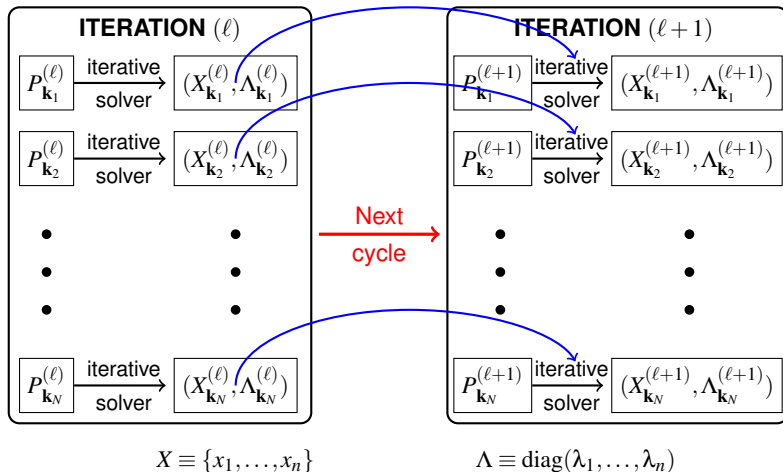 ITERATION (ℓ)
P_{𝐤_1}^{(ℓ)} iterative solver (X_{𝐤_1}^{(ℓ)}, Λ_{𝐤_1}^{(ℓ)})
P_{𝐤_2}^{(ℓ)} iterative solver (X_{𝐤_2}^{(ℓ)}, Λ_{𝐤_2}^{(ℓ)})
P_{𝐤_N}^{(ℓ)} iterative solver (X_{𝐤_N}^{(ℓ)}, Λ_{𝐤_N}^{(ℓ)})
Next
cycle
ITERATION (ℓ+1)
P_{𝐤_1}^{(ℓ+1)} iterative solver (X_{𝐤_1}^{(ℓ+1)}, Λ_{𝐤_1}^{(ℓ+1)})
P_{𝐤_2}^{(ℓ+1)} iterative solver (X_{𝐤_2}^{(ℓ+1)}, Λ_{𝐤_2}^{(ℓ+1)})
P_{𝐤_N}^{(ℓ+1)} iterative solver (X_{𝐤_N}^{(ℓ+1)}, Λ_{𝐤_N}^{(ℓ+1)})
X ≡ {x_1,…,x_n} Λ ≡ diag(λ_1,…,λ_n)